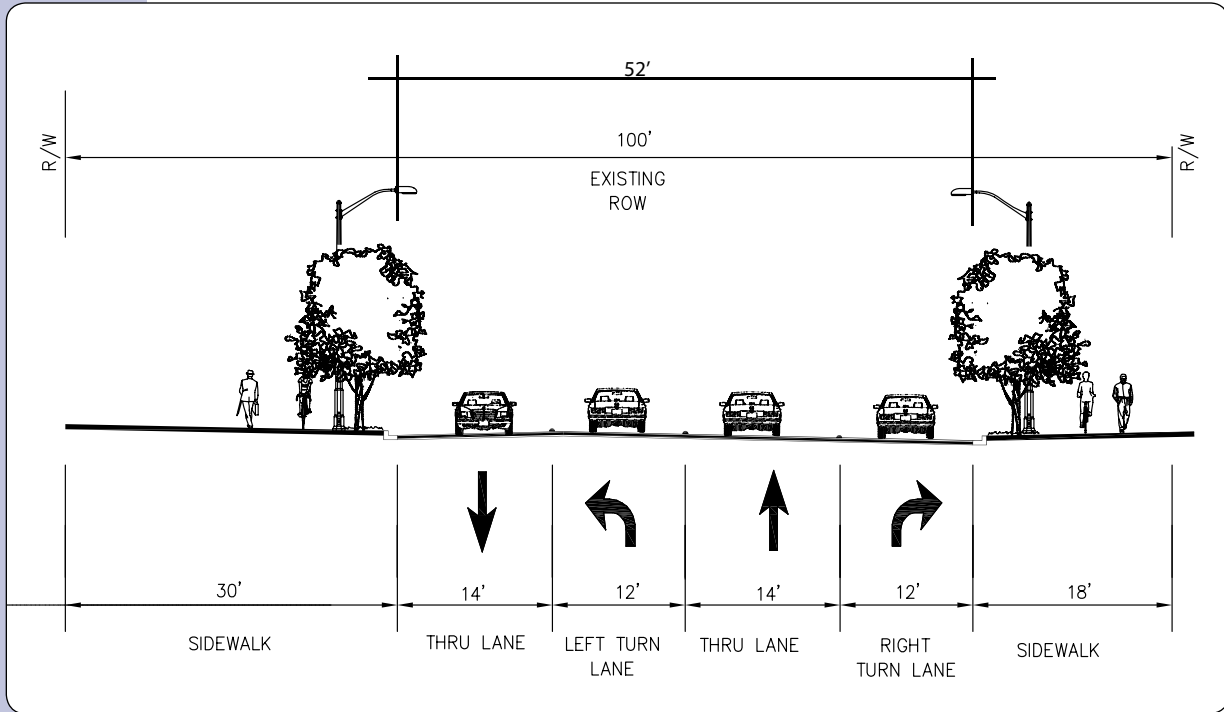 52'
100'
R/W
R/W
EXISTING
ROW
30'
14'
12'
14'
12'
18'
SIDEWALK
THRU LANE
LEFT TURN
LANE
THRU LANE
RIGHT
TURN LANE
SIDEWALK